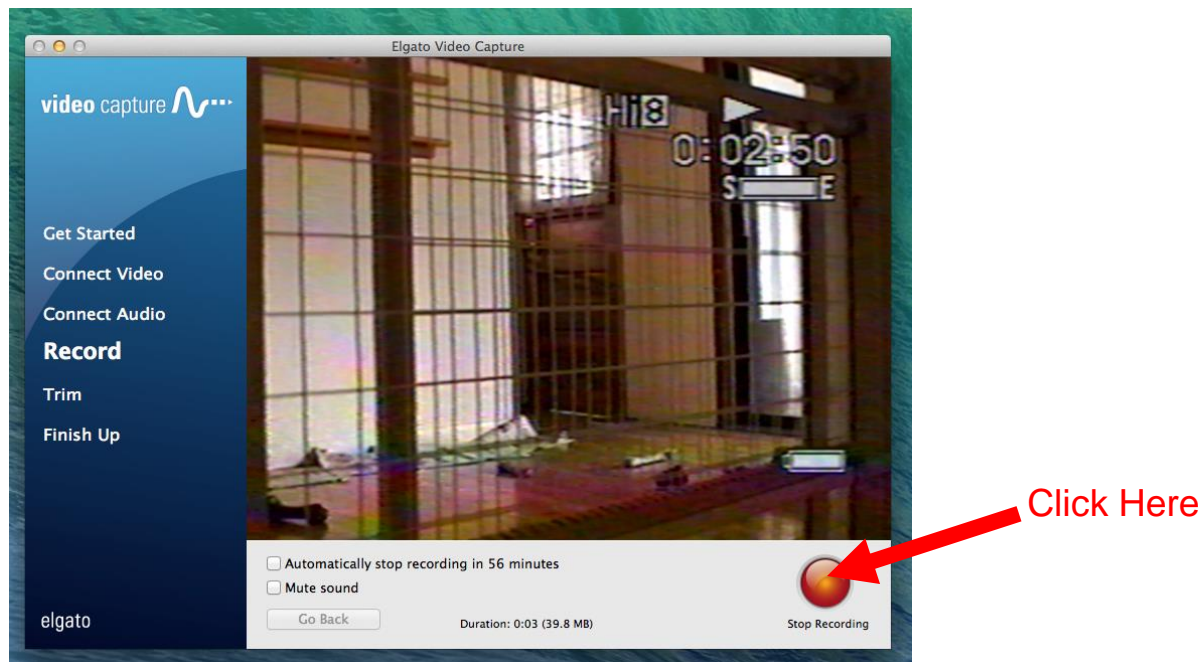 Elgato Video Capture
video capture
Get Started
Connect Video
Connect Audio
Record
Trim
Finish Up
elgato
Hi8
0:02:50
S E
Automatically stop recording in 56 minutes
Mute sound
Go Back
Duration: 0:03 (39.8 MB)
Stop Recording
Click Here